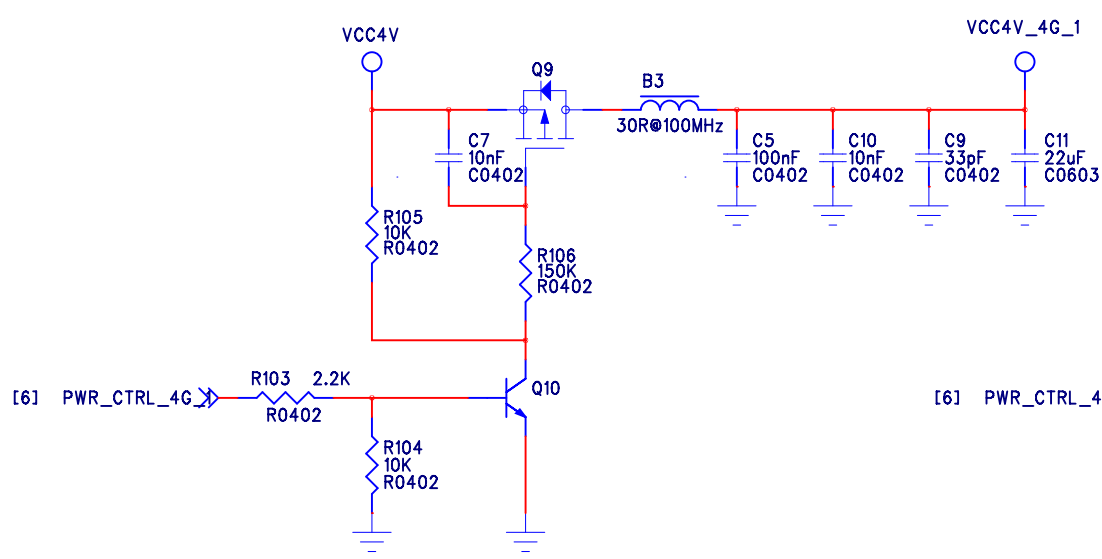 VCC4V
VCC4V_4G_1
Q9
B3
30R@100MHz
C7
10nF
C0402
C5
100nF
C0402
C10
10nF
C0402
C9
33pF
C0402
C11
22uF
C0603
R105
10K
R0402
R106
150K
R0402
R103 2.2K
R0402
Q10
[6] PWR_CTRL_4G_1
[6] PWR_CTRL_4
R104
10K
R0402